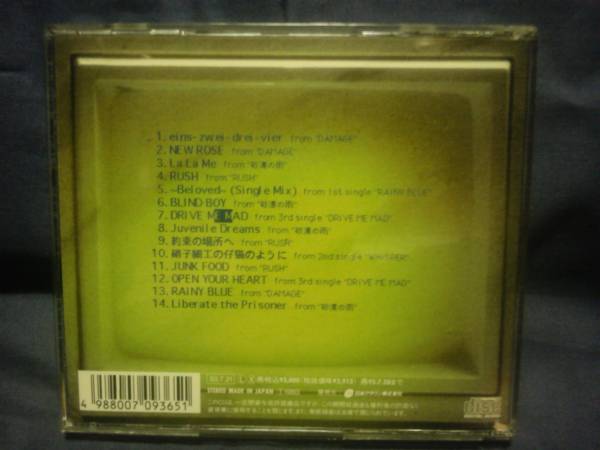 1. eins-zwei-drei-vier from "DAMAGE"
2. NEW ROSE from "DAMAGE"
3. La La Me from "砂漠の雨"
4. RUSH from "RUSH"
5. ~Beloved~ (Single Mix) from 1st single "RAINY BLUE"
6. BLIND BOY from "砂漠の雨"
7. DRIVE ME MAD from 3rd single "DRIVE ME MAD"
8. Juvenile Dreams from "砂漠の雨"
9. 約束の場所へ from "RUSH"
10. 硝子細工の仔猫のように from 2nd single "WHISPER"
11. JUNK FOOD from "RUSH"
12. OPEN YOUR HEART from 3rd single "DRIVE ME MAD"
13. RAINY BLUE from "DAMAGE"
14. Liberate the Prisoner from "砂漠の雨"
STEREO MADE IN JAPAN
4 988007 093651